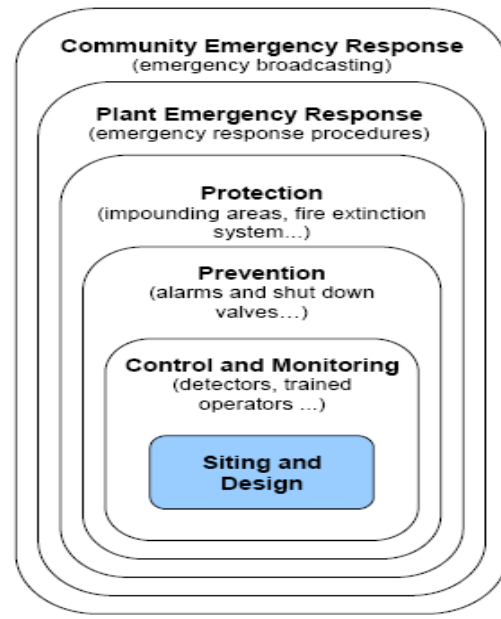 Community Emergency Response
(emergency broadcasting)
Plant Emergency Response
(emergency response procedures)
Protection
(impounding areas, fire extinction
system...)
Prevention
(alarms and shut down
valves...)
Control and Monitoring
(detectors, trained
operators ...)
Siting and
Design